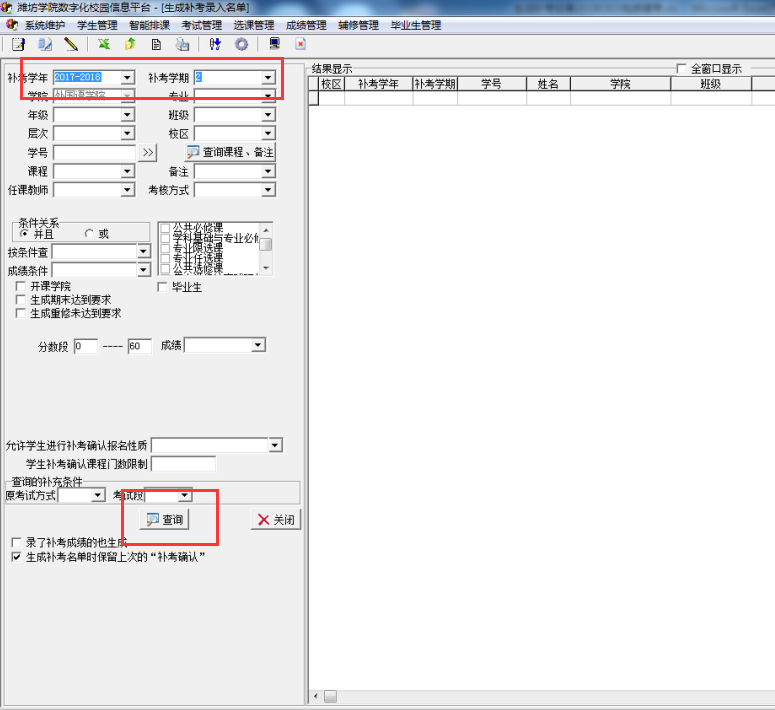 潍坊学院数字化校园信息平台 - [生成补考录入名单]
系统维护 学生管理 智能排课 考试管理 选课管理 成绩管理 辅修管理 毕业生管理
补考学年 2017-2018 补考学期 2
学院 外国语学院 专业
年级 班级
层次 校区
学号 >> 查询课程、备注
课程 备注
任课教师 考核方式
条件关系
并且 或
按条件查
成绩条件
公共必修课
学科基础与专业必修
专业限选课
专业任选课
公共选修课
开课学院 毕业生
生成期末达到要求
生成重修未达到要求
分数段 0 ---- 60 成绩
允许学生进行补考确认报名性质
学生补考确认课程门数限制
查询的补充条件
原考试方式 考试段
查询 关闭
录了补考成绩的也生成
生成补考名单时保留上次的“补考确认”
结果显示 全窗口显示
校区 补考学年 补考学期 学号 姓名 学院 班级